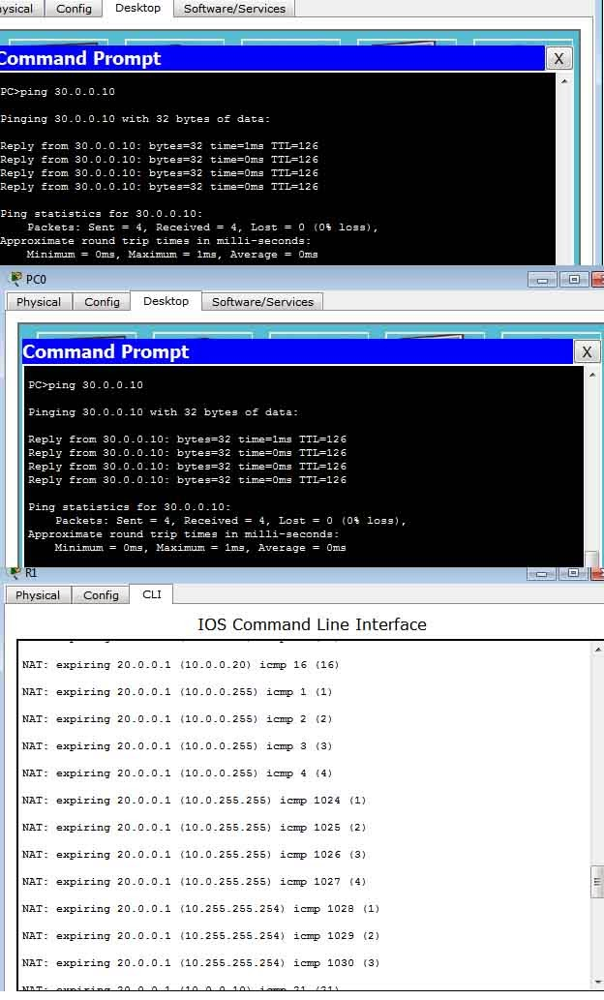 ysical Config Desktop Software/Services
Command Prompt X
PC>ping 30.0.0.10
Pinging 30.0.0.10 with 32 bytes of data:
Reply from 30.0.0.10: bytes=32 time=1ms TTL=126
Reply from 30.0.0.10: bytes=32 time=0ms TTL=126
Reply from 30.0.0.10: bytes=32 time=0ms TTL=126
Reply from 30.0.0.10: bytes=32 time=0ms TTL=126
Ping statistics for 30.0.0.10:
Packets: Sent = 4, Received = 4, Lost = 0 (0% loss),
Approximate round trip times in milli-seconds:
Minimum = 0ms, Maximum = 1ms, Average = 0ms
PC0
Physical Config Desktop Software/Services
Command Prompt X
PC>ping 30.0.0.10
Pinging 30.0.0.10 with 32 bytes of data:
Reply from 30.0.0.10: bytes=32 time=1ms TTL=126
Reply from 30.0.0.10: bytes=32 time=0ms TTL=126
Reply from 30.0.0.10: bytes=32 time=0ms TTL=126
Reply from 30.0.0.10: bytes=32 time=0ms TTL=126
Ping statistics for 30.0.0.10:
Packets: Sent = 4, Received = 4, Lost = 0 (0% loss),
Approximate round trip times in milli-seconds:
Minimum = 0ms, Maximum = 1ms, Average = 0ms
R1
Physical Config CLI
IOS Command Line Interface
NAT: expiring 20.0.0.1 (10.0.0.20) icmp 16 (16)
NAT: expiring 20.0.0.1 (10.0.0.255) icmp 1 (1)
NAT: expiring 20.0.0.1 (10.0.0.255) icmp 2 (2)
NAT: expiring 20.0.0.1 (10.0.0.255) icmp 3 (3)
NAT: expiring 20.0.0.1 (10.0.0.255) icmp 4 (4)
NAT: expiring 20.0.0.1 (10.0.255.255) icmp 1024 (1)
NAT: expiring 20.0.0.1 (10.0.255.255) icmp 1025 (2)
NAT: expiring 20.0.0.1 (10.0.255.255) icmp 1026 (3)
NAT: expiring 20.0.0.1 (10.0.255.255) icmp 1027 (4)
NAT: expiring 20.0.0.1 (10.255.255.254) icmp 1028 (1)
NAT: expiring 20.0.0.1 (10.255.255.254) icmp 1029 (2)
NAT: expiring 20.0.0.1 (10.255.255.254) icmp 1030 (3)
NAT: expiring 20.0.0.1 (10.0.0.10) icmp 21 (21)